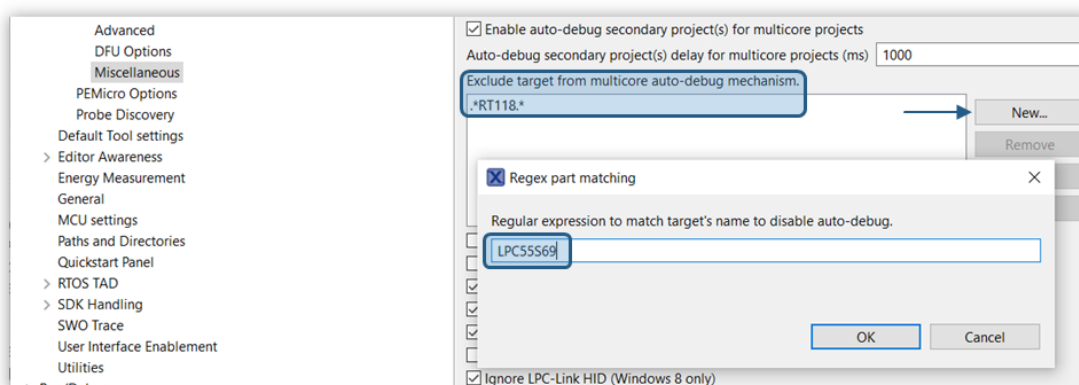 Advanced
DFU Options
Miscellaneous
PEMicro Options
Probe Discovery
Default Tool settings
Editor Awareness
Energy Measurement
General
MCU settings
Paths and Directories
Quickstart Panel
RTOS TAD
SDK Handling
SWO Trace
User Interface Enablement
Utilities
Enable auto-debug secondary project(s) for multicore projects
Auto-debug secondary project(s) delay for multicore projects (ms) 1000
Exclude target from multicore auto-debug mechanism.
.*RT118.*
New...
Remove
Regex part matching
Regular expression to match target's name to disable auto-debug.
LPC55S69
OK Cancel
Ignore LPC-Link HID (Windows 8 only)